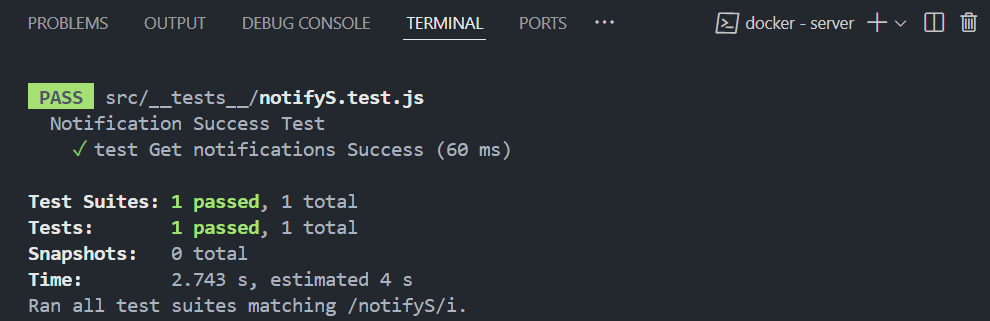 PROBLEMS OUTPUT DEBUG CONSOLE TERMINAL PORTS ··· docker - server
PASS src/__tests__/notifyS.test.js
Notification Success Test
✓ test Get notifications Success (60 ms)
Test Suites: 1 passed, 1 total
Tests: 1 passed, 1 total
Snapshots: 0 total
Time: 2.743 s, estimated 4 s
Ran all test suites matching /notifyS/i.